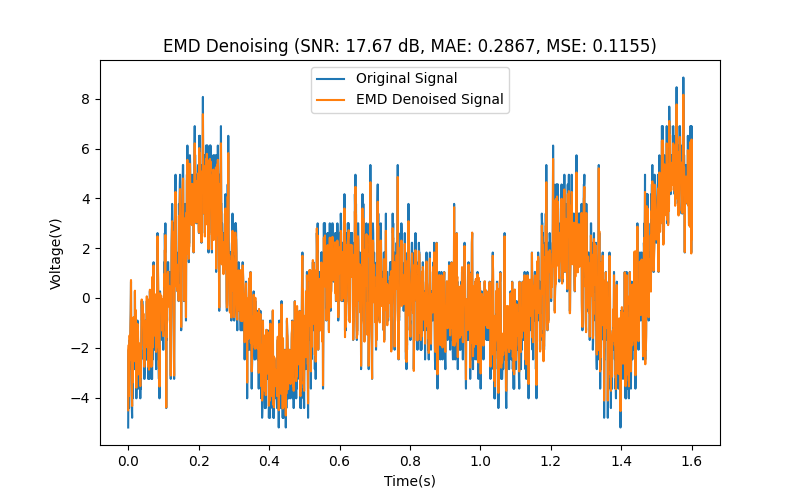 EMD Denoising (SNR: 17.67 dB, MAE: 0.2867, MSE: 0.1155)
Original Signal
EMD Denoised Signal
8
6
4
2
0
−2
−4
Voltage(V)
0.0 0.2 0.4 0.6 0.8 1.0 1.2 1.4 1.6
Time(s)